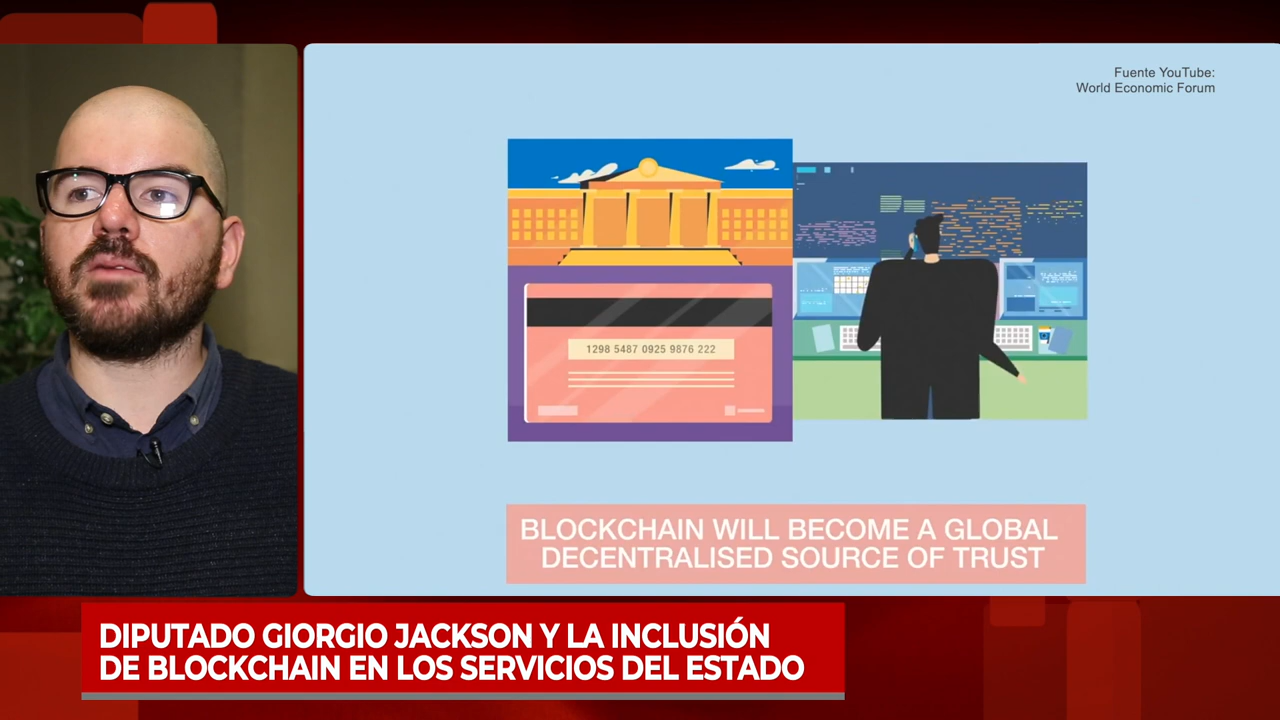 Fuente YouTube:
World Economic Forum
1298 5487 0925 9876 222
BLOCKCHAIN WILL BECOME A GLOBAL
DECENTRALISED SOURCE OF TRUST
DIPUTADO GIORGIO JACKSON Y LA INCLUSIÓN
DE BLOCKCHAIN EN LOS SERVICIOS DEL ESTADO